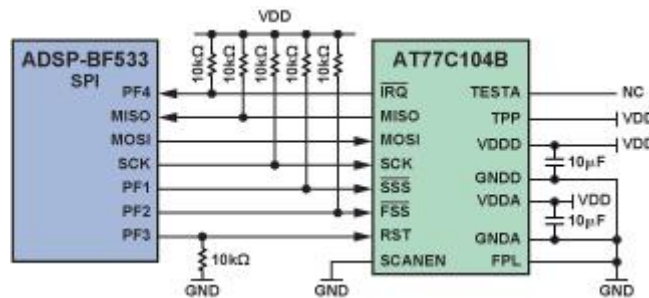 VDD
ADSP-BF533
SPI
10kΩ
10kΩ
10kΩ
10kΩ
10kΩ
AT77C104B
PF4
IRQ
TESTA
NC
MISO
MISO
TPP
VDD
MOSI
MOSI
VDDD
VDD
SCK
SCK
10µF
PF1
SSS
GNDD
PF2
FSS
VDDA
VDD
10µF
PF3
RST
GNDA
10kΩ
SCANEN
FPL
GND
GND
GND